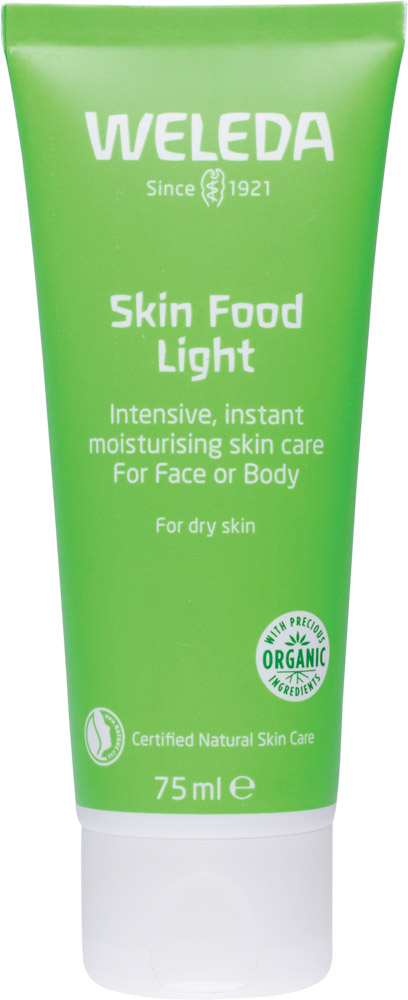 WELEDA
Since 1921
Skin Food
Light
Intensive, instant
moisturising skin care
For Face or Body
For dry skin
WITH PRECIOUS
ORGANIC
INGREDIENTS
Certified Natural Skin Care
75 ml ℮